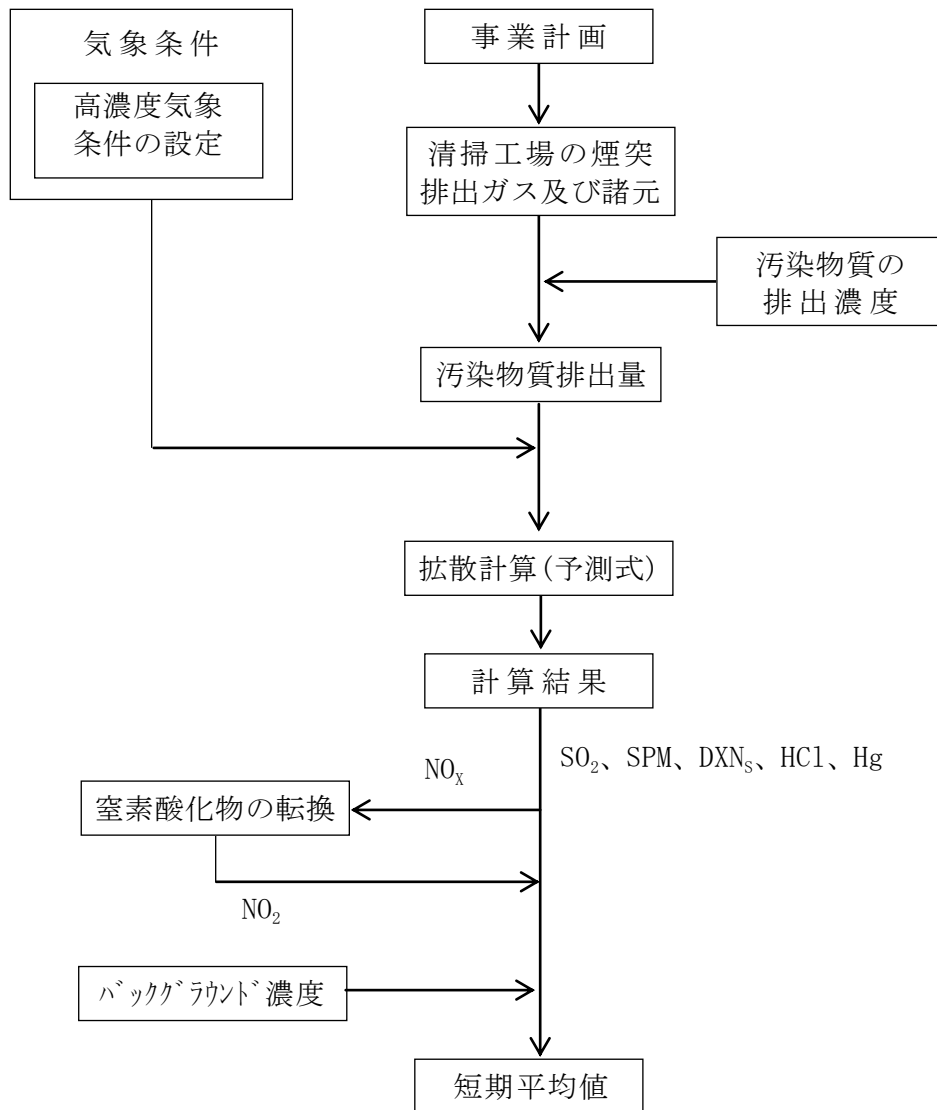 気象条件
高濃度気象
条件の設定
事業計画
清掃工場の煙突
排出ガス及び諸元
汚染物質の
排出濃度
汚染物質排出量
拡散計算(予測式)
計算結果
SO₂、SPM、DXNₛ、HCl、Hg
NOₓ
窒素酸化物の転換
NO₂
ﾊﾞｯｸｸﾞﾗｳﾝﾄﾞ濃度
短期平均値